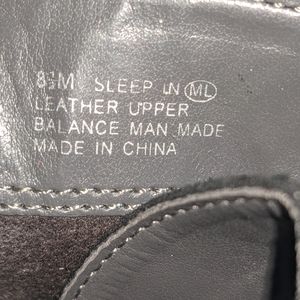 8½M SLEEP IN ML
LEATHER UPPER
BALANCE MAN MADE
MADE IN CHINA